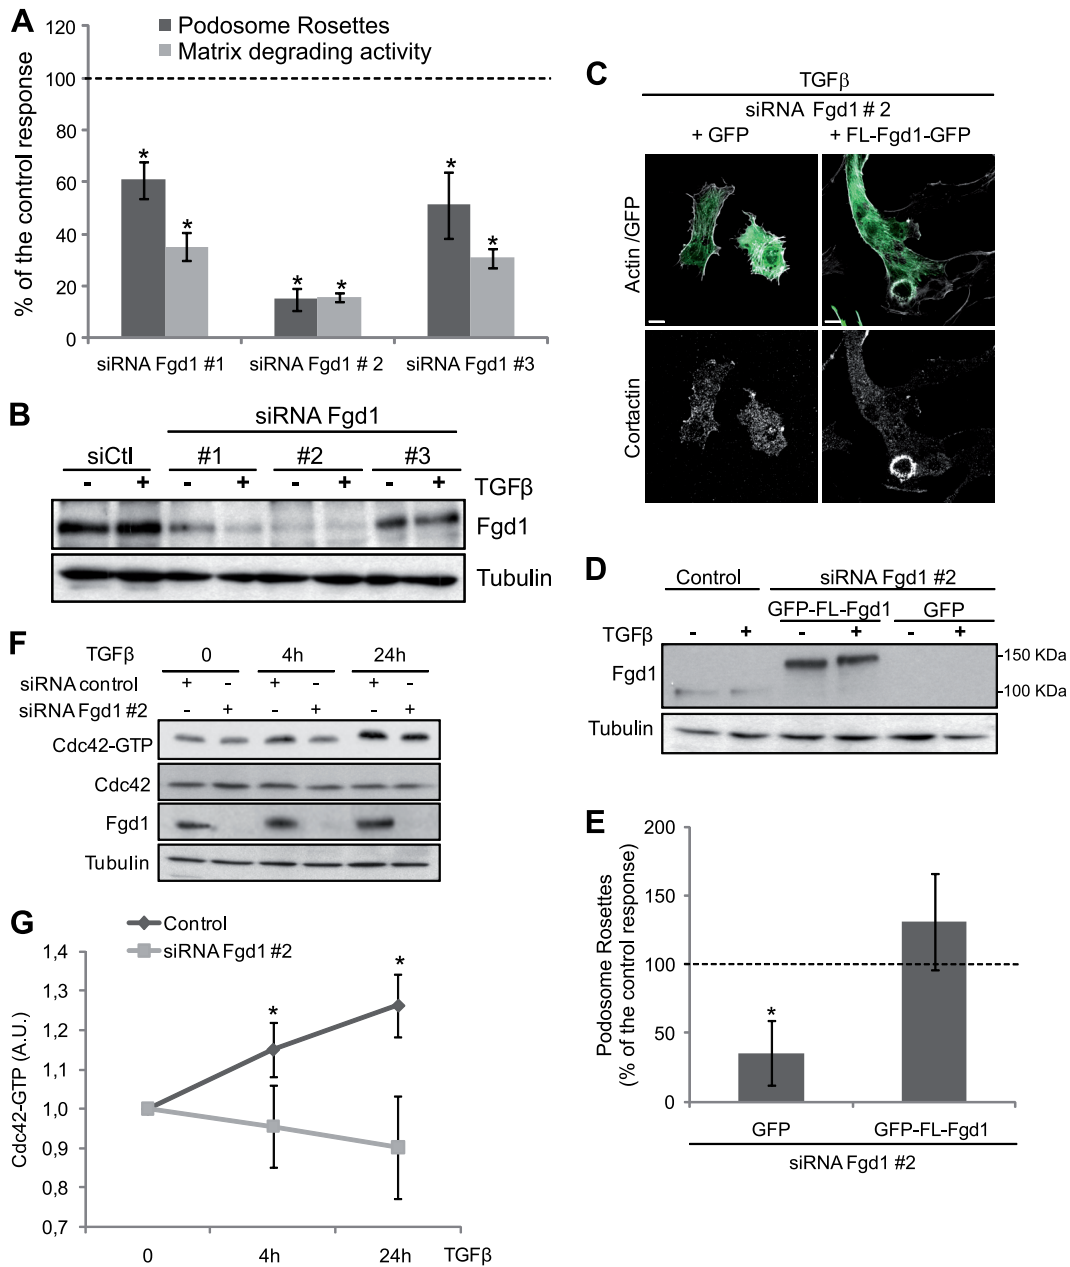 A
120
100
80
60
40
20
0
% of the control response
Podosome Rosettes
Matrix degrading activity
* * * * * *
siRNA Fgd1 #1 siRNA Fgd1 # 2 siRNA Fgd1 #3
B
siRNA Fgd1
siCtl #1 #2 #3
- + - + - + - + TGFβ
Fgd1
Tubulin
C
TGFβ
siRNA Fgd1 # 2
+ GFP + FL-Fgd1-GFP
Actin /GFP
Cortactin
D
Control siRNA Fgd1 #2
GFP-FL-Fgd1 GFP
TGFβ - + - + - +
Fgd1
150 KDa
100 KDa
Tubulin
F
TGFβ 0 4h 24h
siRNA control + - + - + -
siRNA Fgd1 #2 - + - + - +
Cdc42-GTP
Cdc42
Fgd1
Tubulin
E
200
150
100
50
0
Podosome Rosettes
(% of the control response)
*
GFP GFP-FL-Fgd1
siRNA Fgd1 #2
G
Control
siRNA Fgd1 #2
1,4
1,3
1,2
1,1
1,0
0,9
0,8
0,7
Cdc42-GTP (A.U.)
* *
0 4h 24h TGFβ